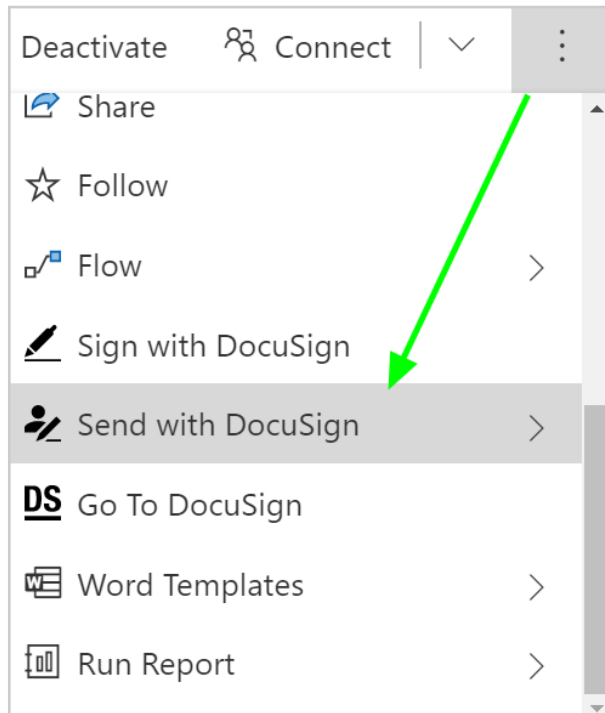 Deactivate Connect
Share
Follow
Flow
Sign with DocuSign
Send with DocuSign
DS Go To DocuSign
Word Templates
Run Report